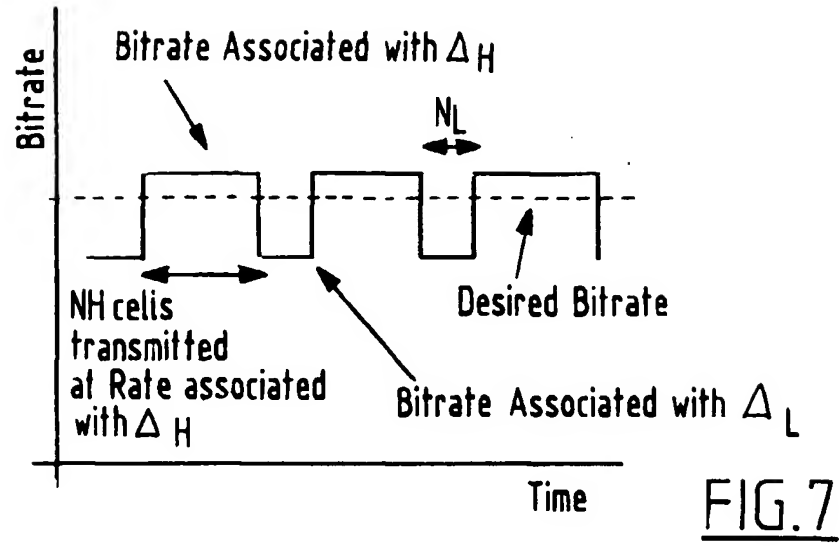 Bitrate Associated with Δ H
Bitrate
NL
NH cells
transmitted
at Rate associated
with Δ H
Desired Bitrate
Bitrate Associated with Δ L
Time
FIG.7